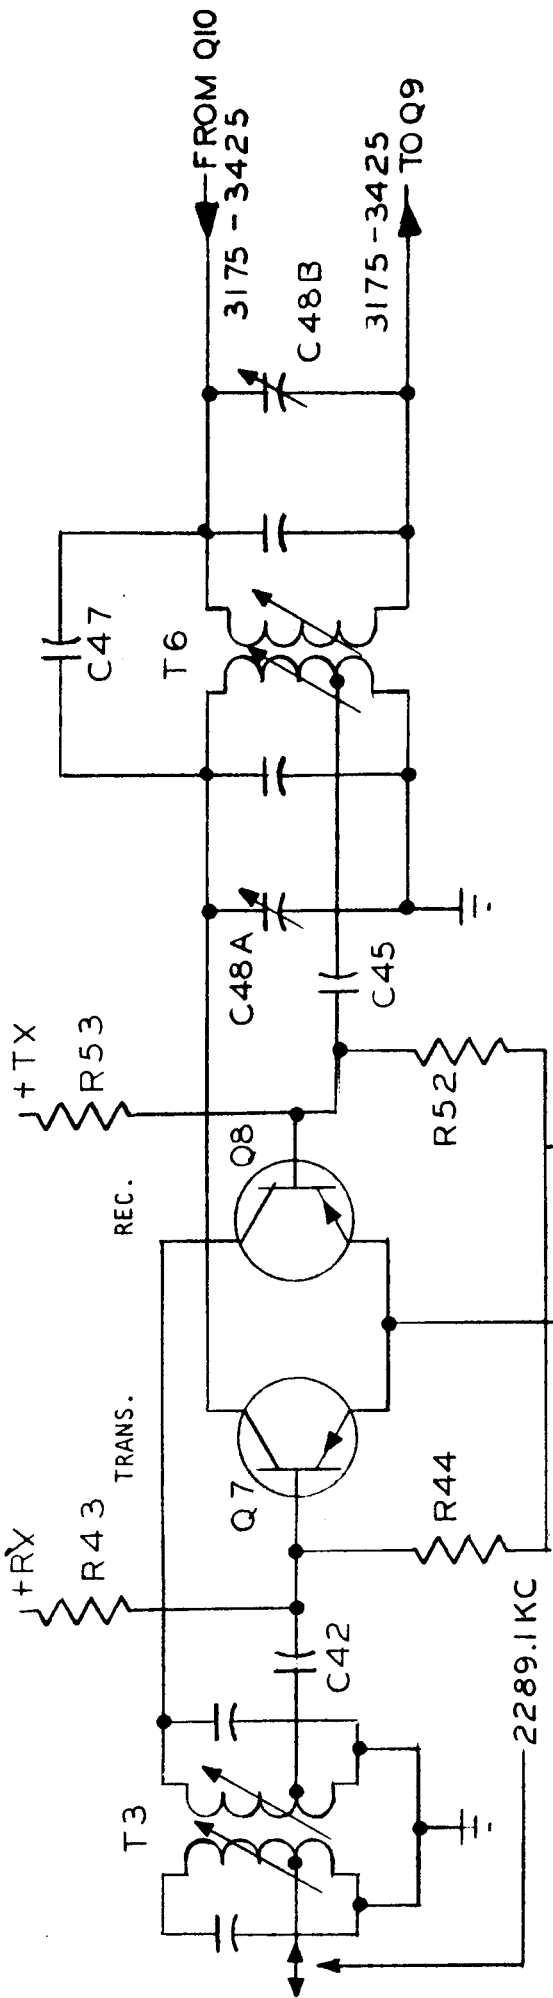 +RX
+TX
R43
R53
C47
FROM Q10
3175-3425
TRANS.
REC.
T3
T6
Q7
Q8
C48A
C48B
C42
C45
3175-3425
TO Q9
R44
R52
2289.1KC